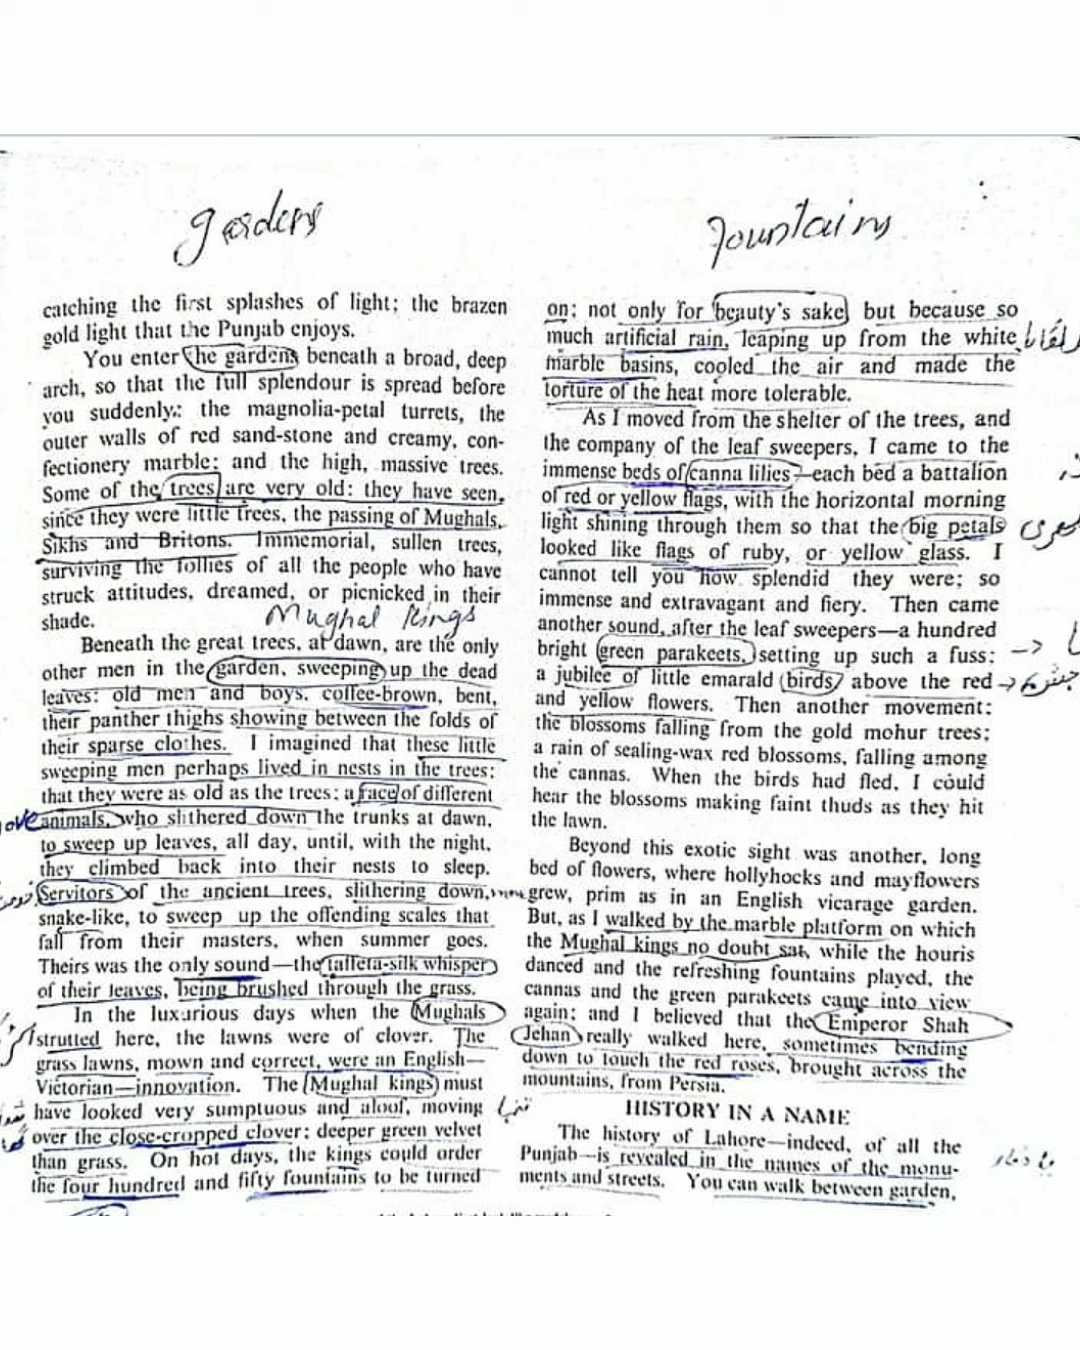 gardens
catching the first splashes of light; the brazen
gold light that the Punjab enjoys.
You enter the gardens beneath a broad, deep
arch, so that the full splendour is spread before
you suddenly: the magnolia-petal turrets, the
outer walls of red sand-stone and creamy, con-
fectionery marble; and the high, massive trees.
Some of the trees are very old: they have seen,
since they were little trees, the passing of Mughals,
Sikhs and Britons. Immemorial, sullen trees,
surviving the follies of all the people who have
struck attitudes, dreamed, or picnicked in their
shade.
Mughal Kings
Beneath the great trees, at dawn, are the only
other men in the garden, sweeping up the dead
leaves: old men and boys, coffee-brown, bent,
their panther thighs showing between the folds of
their sparse clothes. I imagined that these little
sweeping men perhaps lived in nests in the trees;
that they were as old as the trees; a race of different
animals, who slithered down the trunks at dawn,
to sweep up leaves, all day, until, with the night,
they climbed back into their nests to sleep.
Servitors of the ancient trees, slithering down,
snake-like, to sweep up the offending scales that
fall from their masters, when summer goes.
Theirs was the only sound—the taffeta-silk whisper
of their leaves, being brushed through the grass.
In the luxurious days when the Mughals
strutted here, the lawns were of clover. The
grass lawns, mown and correct, were an English—
Victorian—innovation. The Mughal kings must
have looked very sumptuous and aloof, moving
over the close-cropped clover: deeper green velvet
than grass. On hot days, the kings could order
the four hundred and fifty fountains to be turned
fountains
on; not only for beauty's sake but because so
much artificial rain, leaping up from the white
marble basins, cooled the air and made the
torture of the heat more tolerable.
As I moved from the shelter of the trees, and
the company of the leaf sweepers, I came to the
immense beds of canna lilies—each bed a battalion
of red or yellow flags, with the horizontal morning
light shining through them so that the big petals
looked like flags of ruby, or yellow glass. I
cannot tell you how splendid they were; so
immense and extravagant and fiery. Then came
another sound, after the leaf sweepers—a hundred
bright green parakeets, setting up such a fuss;
a jubilee of little emarald birds above the red
and yellow flowers. Then another movement:
the blossoms falling from the gold mohur trees;
a rain of sealing-wax red blossoms, falling among
the cannas. When the birds had fled, I could
hear the blossoms making faint thuds as they hit
the lawn.
Beyond this exotic sight was another, long
bed of flowers, where hollyhocks and mayflowers
grew, prim as in an English vicarage garden.
But, as I walked by the marble platform on which
the Mughal kings no doubt sat, while the houris
danced and the refreshing fountains played, the
cannas and the green parakeets came into view
again; and I believed that the Emperor Shah
Jehan really walked here, sometimes bending
down to touch the red roses, brought across the
mountains, from Persia.
HISTORY IN A NAME
The history of Lahore—indeed, of all the
Punjab—is revealed in the names of the monu-
ments and streets. You can walk between garden,